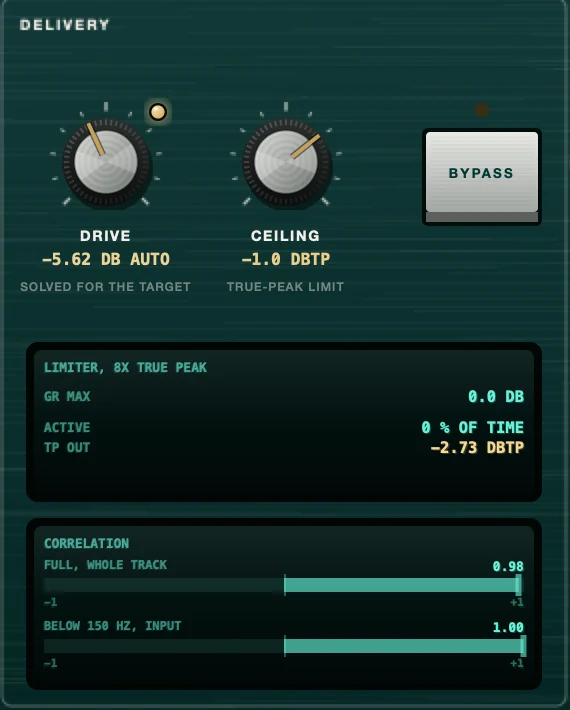 DELIVERY
BYPASS
DRIVE
CEILING
−5.62 DB AUTO
−1.0 DBTP
SOLVED FOR THE TARGET
TRUE-PEAK LIMIT
LIMITER, 8X TRUE PEAK
GR MAX 0.0 DB
ACTIVE 0 % OF TIME
TP OUT −2.73 DBTP
CORRELATION
FULL, WHOLE TRACK 0.98
−1 +1
BELOW 150 HZ, INPUT 1.00
−1 +1